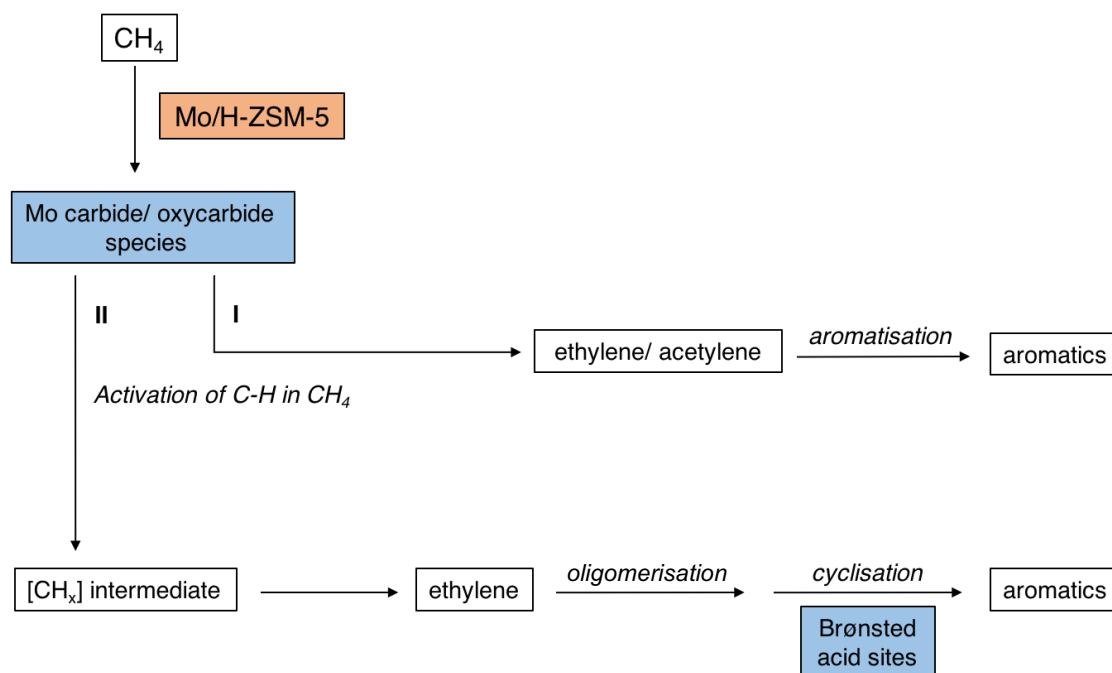 CH₄
Mo/H-ZSM-5
Mo carbide/ oxycarbide
species
II
I
ethylene/ acetylene
aromatisation
aromatics
Activation of C-H in CH₄
[CHₓ] intermediate
ethylene
oligomerisation
cyclisation
aromatics
Brønsted
acid sites